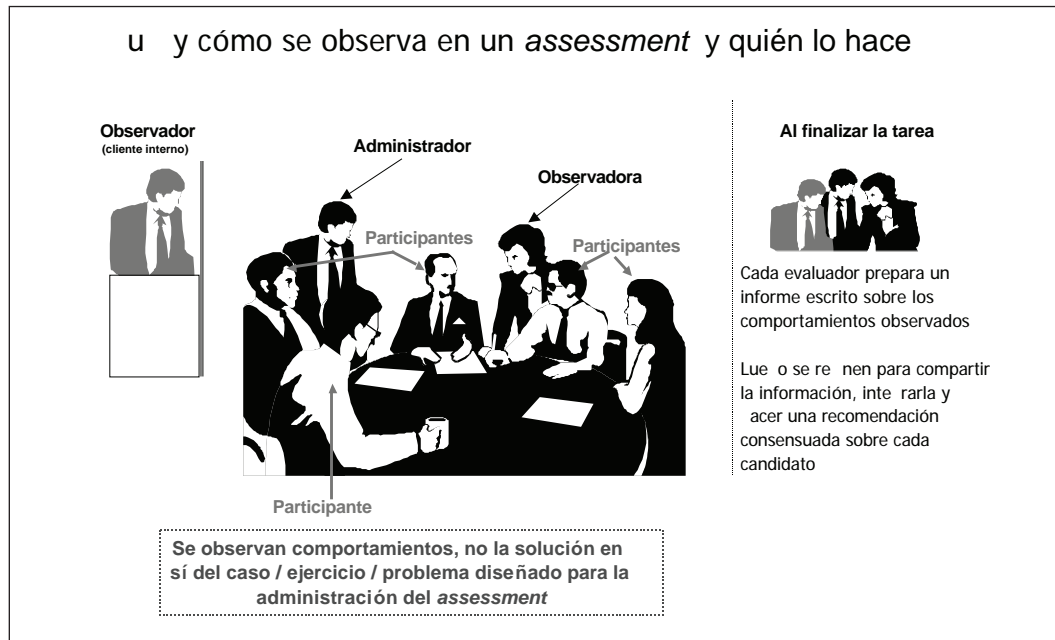 u y cómo se observa en un assessment y quién lo hace
Observador
(cliente interno)
Administrador
Observadora
Participantes
Participantes
Participante
Se observan comportamientos, no la solución en
sí del caso / ejercicio / problema diseñado para la
administración del assessment
Al finalizar la tarea
Cada evaluador prepara un
informe escrito sobre los
comportamientos observados
Lue o se re nen para compartir
la información, inte rarla y
acer una recomendación
consensuada sobre cada
candidato